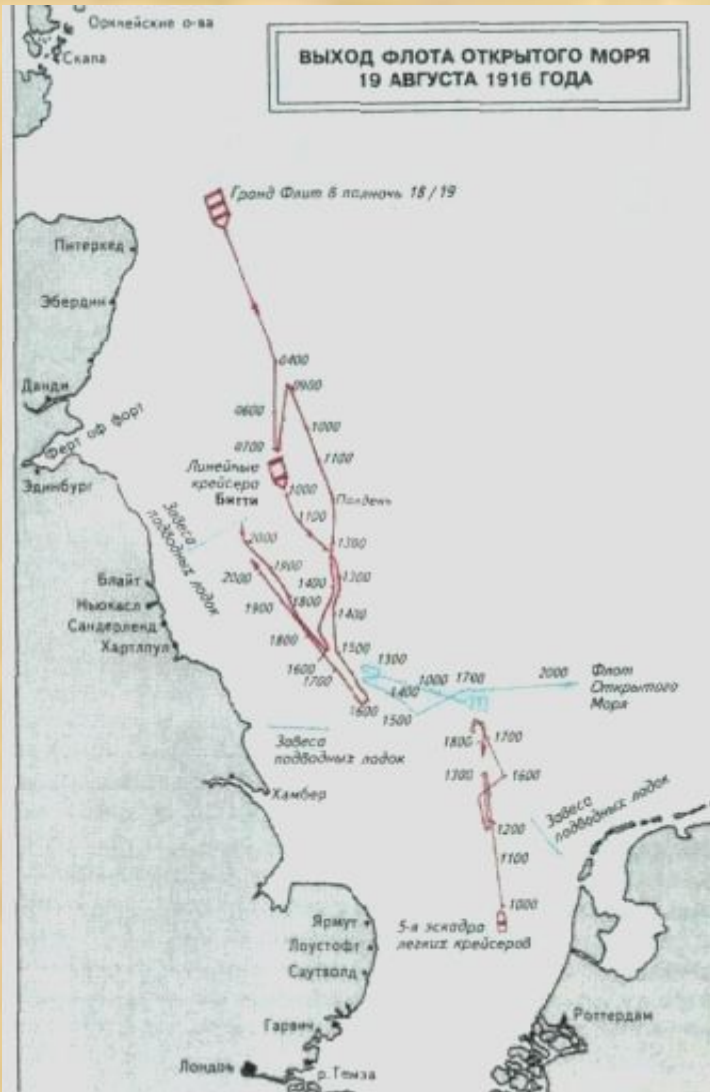 Оркнейские о-ва
Скапа
ВЫХОД ФЛОТА ОТКРЫТОГО МОРЯ
19 АВГУСТА 1916 ГОДА
Гранд Флит в полночь 18/19
Питеркед
Эбердин
Данди
Ферт оф форт
Эдинбург
0400
0900
0600
1000
0700
1100
Линейные
крейсера
Битти
1000
1100
Полдень
Завеса
подводных лодок
2000
1300
2000
1900
1400
1300
Блайт
1900
1800
1400
Ньюкасл
Сандерленд
Хартлпул
1800
1500
1600
1700
1300
1600
1400
1000
1700
2000
1500
Флот
Открытого
Моря
Завеса
подводных лодок
1800
1700
1300
1600
Хамбер
Завеса
подводных лодок
1200
1100
1000
5-я эскадра
легких крейсеров
Ярмут
Лоустофт
Саутволд
Гарвич
Роттердам
Лондон
р.Темза